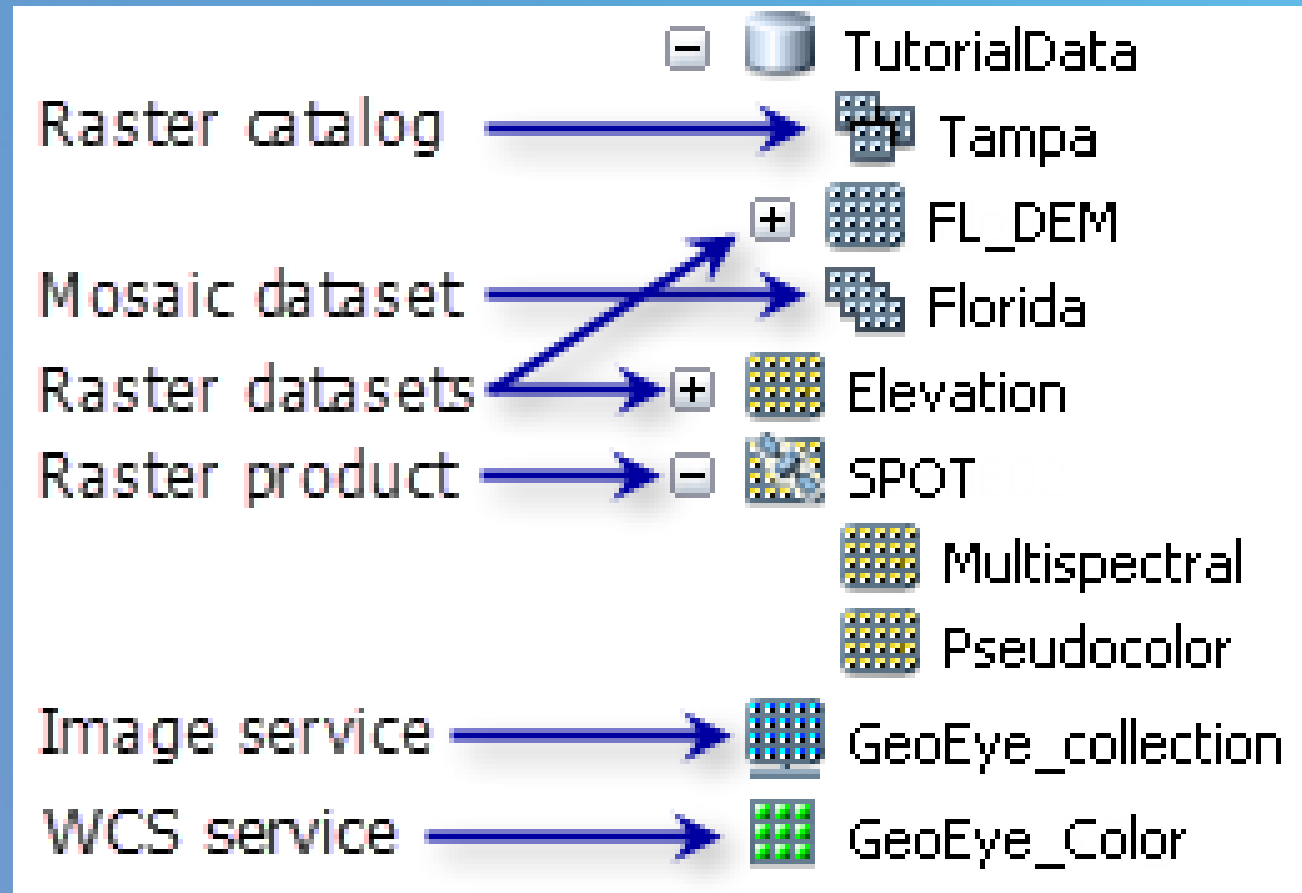 TutorialData
Raster catalog Tampa
FL_DEM
Mosaic dataset Florida
Raster datasets Elevation
Raster product SPOT
Multispectral
Pseudocolor
Image service GeoEye_collection
WCS service GeoEye_Color